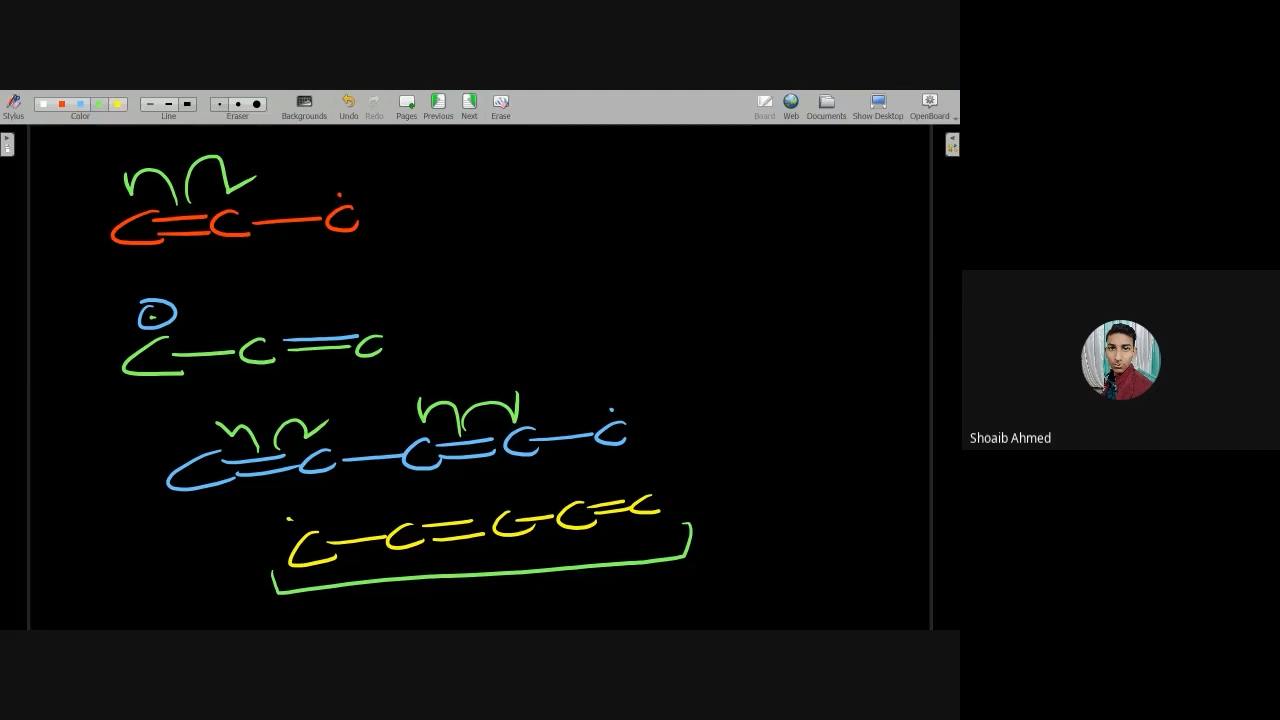 Stylus Color Line Eraser Backgrounds Undo Redo Pages Previous Next Erase Board Web Documents Show Desktop OpenBoard
C=C—Ċ
Ċ—C=C
C=C—C=C—Ċ
Ċ—C=C—C=C
Shoaib Ahmed